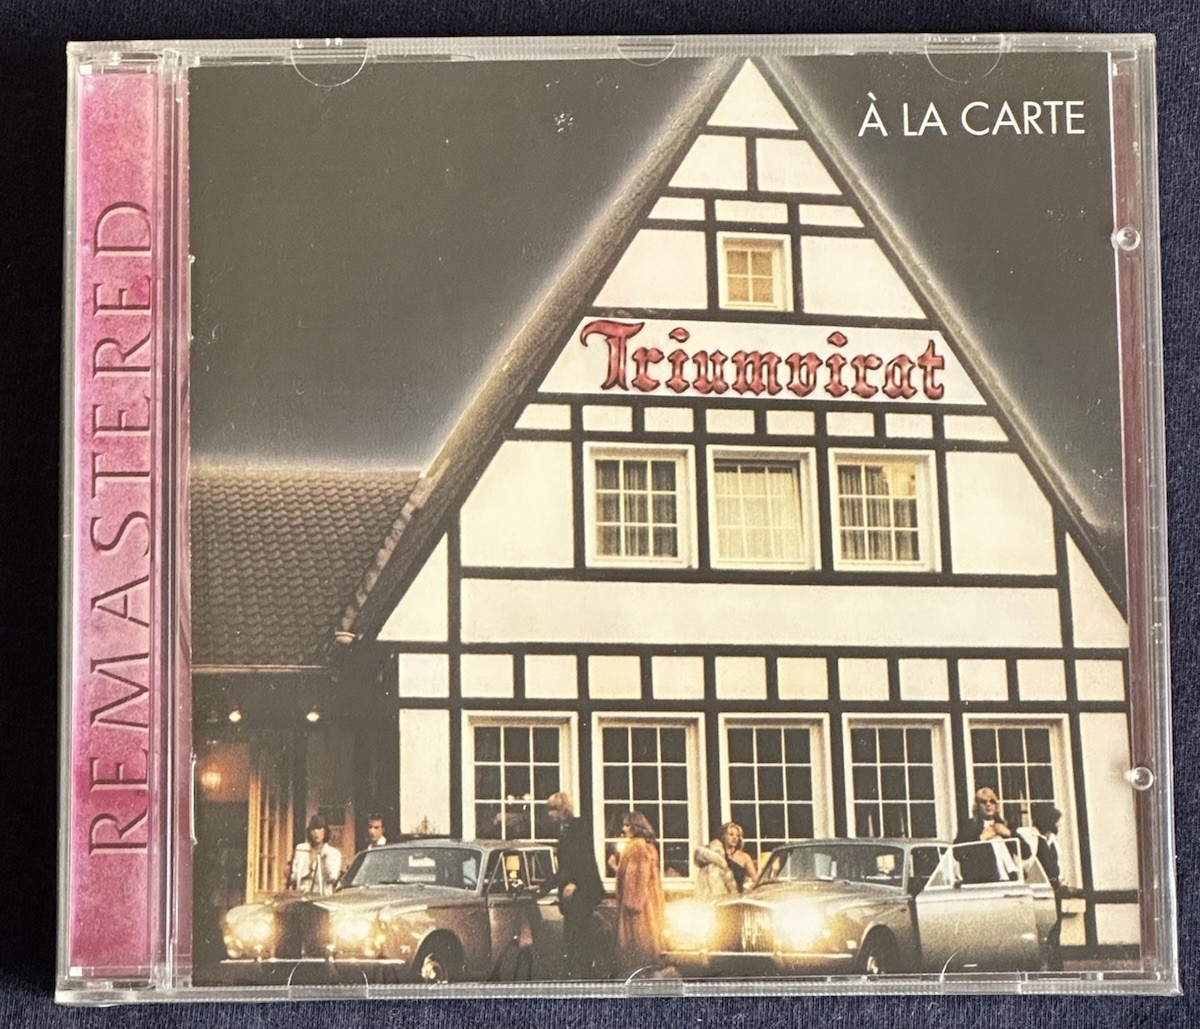 REMASTERED
À LA CARTE
Triumvirat